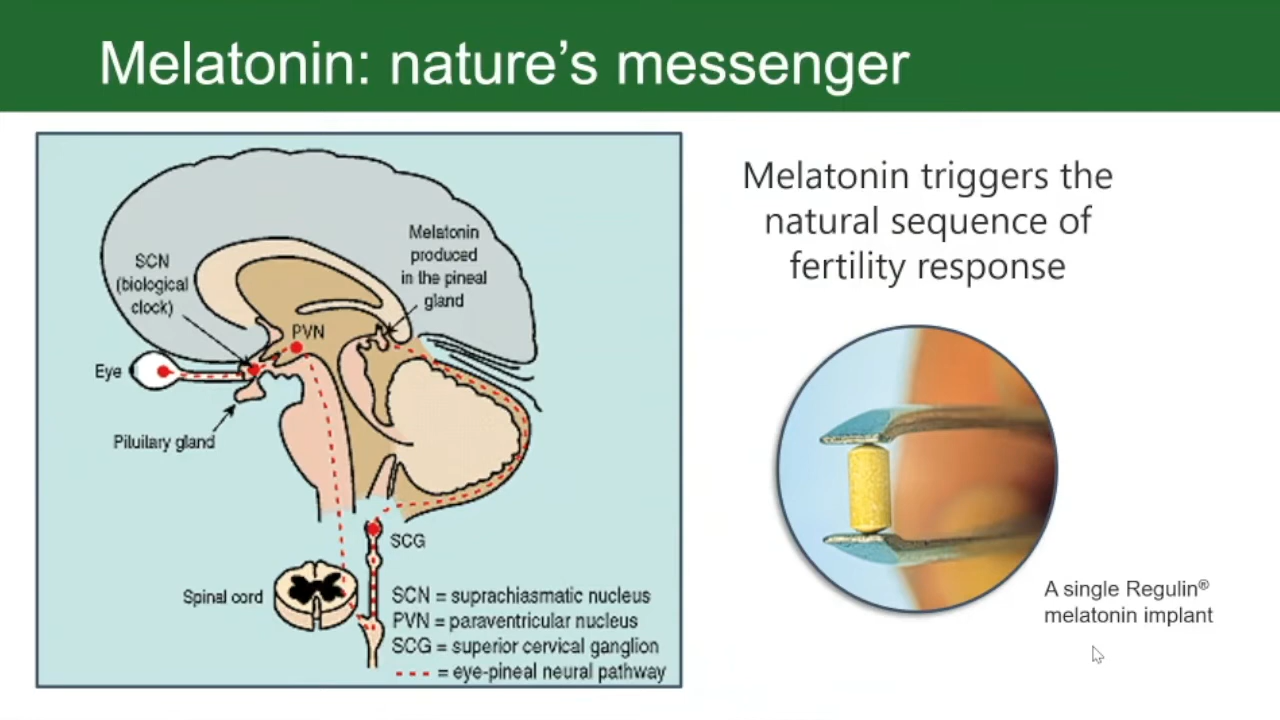 Melatonin: nature's messenger
SCN
(biological
clock)
Melatonin
produced
in the pineal
gland
PVN
Eye
Piluilary gland
SCG
Spinal cord
SCN = suprachiasmatic nucleus
PVN = paraventricular nucleus
SCG = superior cervical ganglion
= eye-pineal neural pathway
Melatonin triggers the
natural sequence of
fertility response
A single Regulin®
melatonin implant